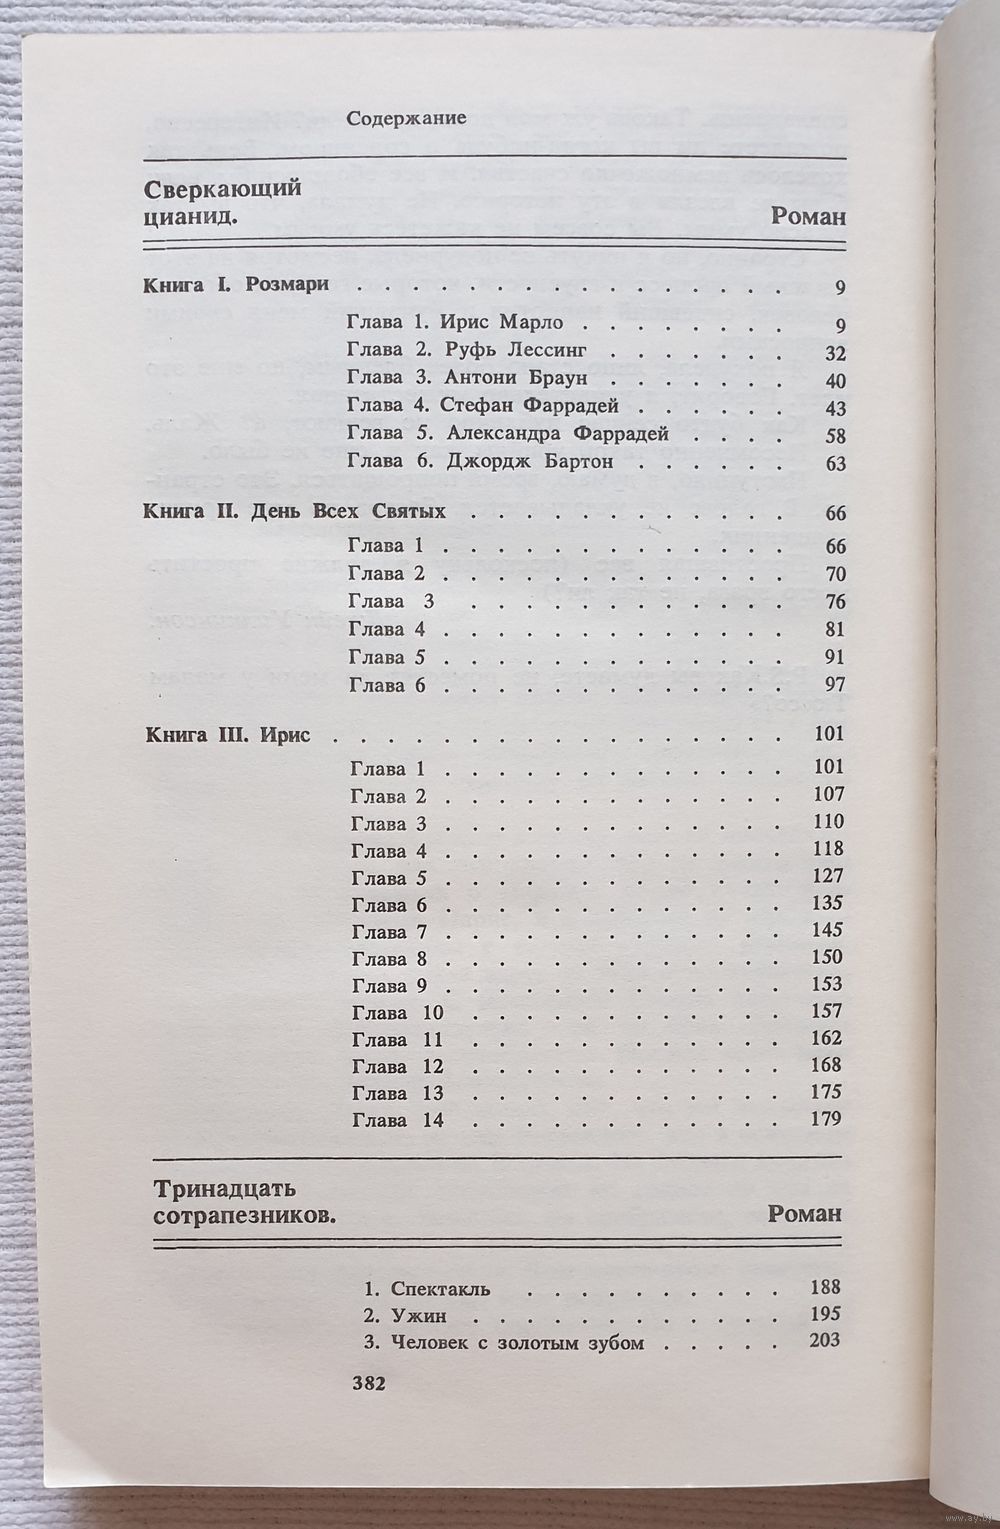 Содержание
Сверкающий
цианид. Роман
Книга I. Розмари . . . . . . . . . . . . . . . . 9
Глава 1. Ирис Марло . . . . . . . . 9
Глава 2. Руфь Лессинг . . . . . . . 32
Глава 3. Антони Браун . . . . . . . 40
Глава 4. Стефан Фаррадей . . . . . . 43
Глава 5. Александра Фаррадей . . . . 58
Глава 6. Джордж Бартон . . . . . . 63
Книга II. День Всех Святых . . . . . . . . . . . . 66
Глава 1 . . . . . . . . . . . . . 66
Глава 2 . . . . . . . . . . . . . 70
Глава 3 . . . . . . . . . . . . 76
Глава 4 . . . . . . . . . . . . . 81
Глава 5 . . . . . . . . . . . . . 91
Глава 6 . . . . . . . . . . . . . 97
Книга III. Ирис . . . . . . . . . . . . . . . . . 101
Глава 1 . . . . . . . . . . . . . 101
Глава 2 . . . . . . . . . . . . . 107
Глава 3 . . . . . . . . . . . . . 110
Глава 4 . . . . . . . . . . . . . 118
Глава 5 . . . . . . . . . . . . . 127
Глава 6 . . . . . . . . . . . . . 135
Глава 7 . . . . . . . . . . . . . 145
Глава 8 . . . . . . . . . . . . . 150
Глава 9 . . . . . . . . . . . . . 153
Глава 10 . . . . . . . . . . . . 157
Глава 11 . . . . . . . . . . . . 162
Глава 12 . . . . . . . . . . . . 168
Глава 13 . . . . . . . . . . . . 175
Глава 14 . . . . . . . . . . . . 179
Тринадцать
сотрапезников. Роман
1. Спектакль . . . . . . . . . . 188
2. Ужин . . . . . . . . . . . . 195
3. Человек с золотым зубом . . . . . 203
382
www.ay.by